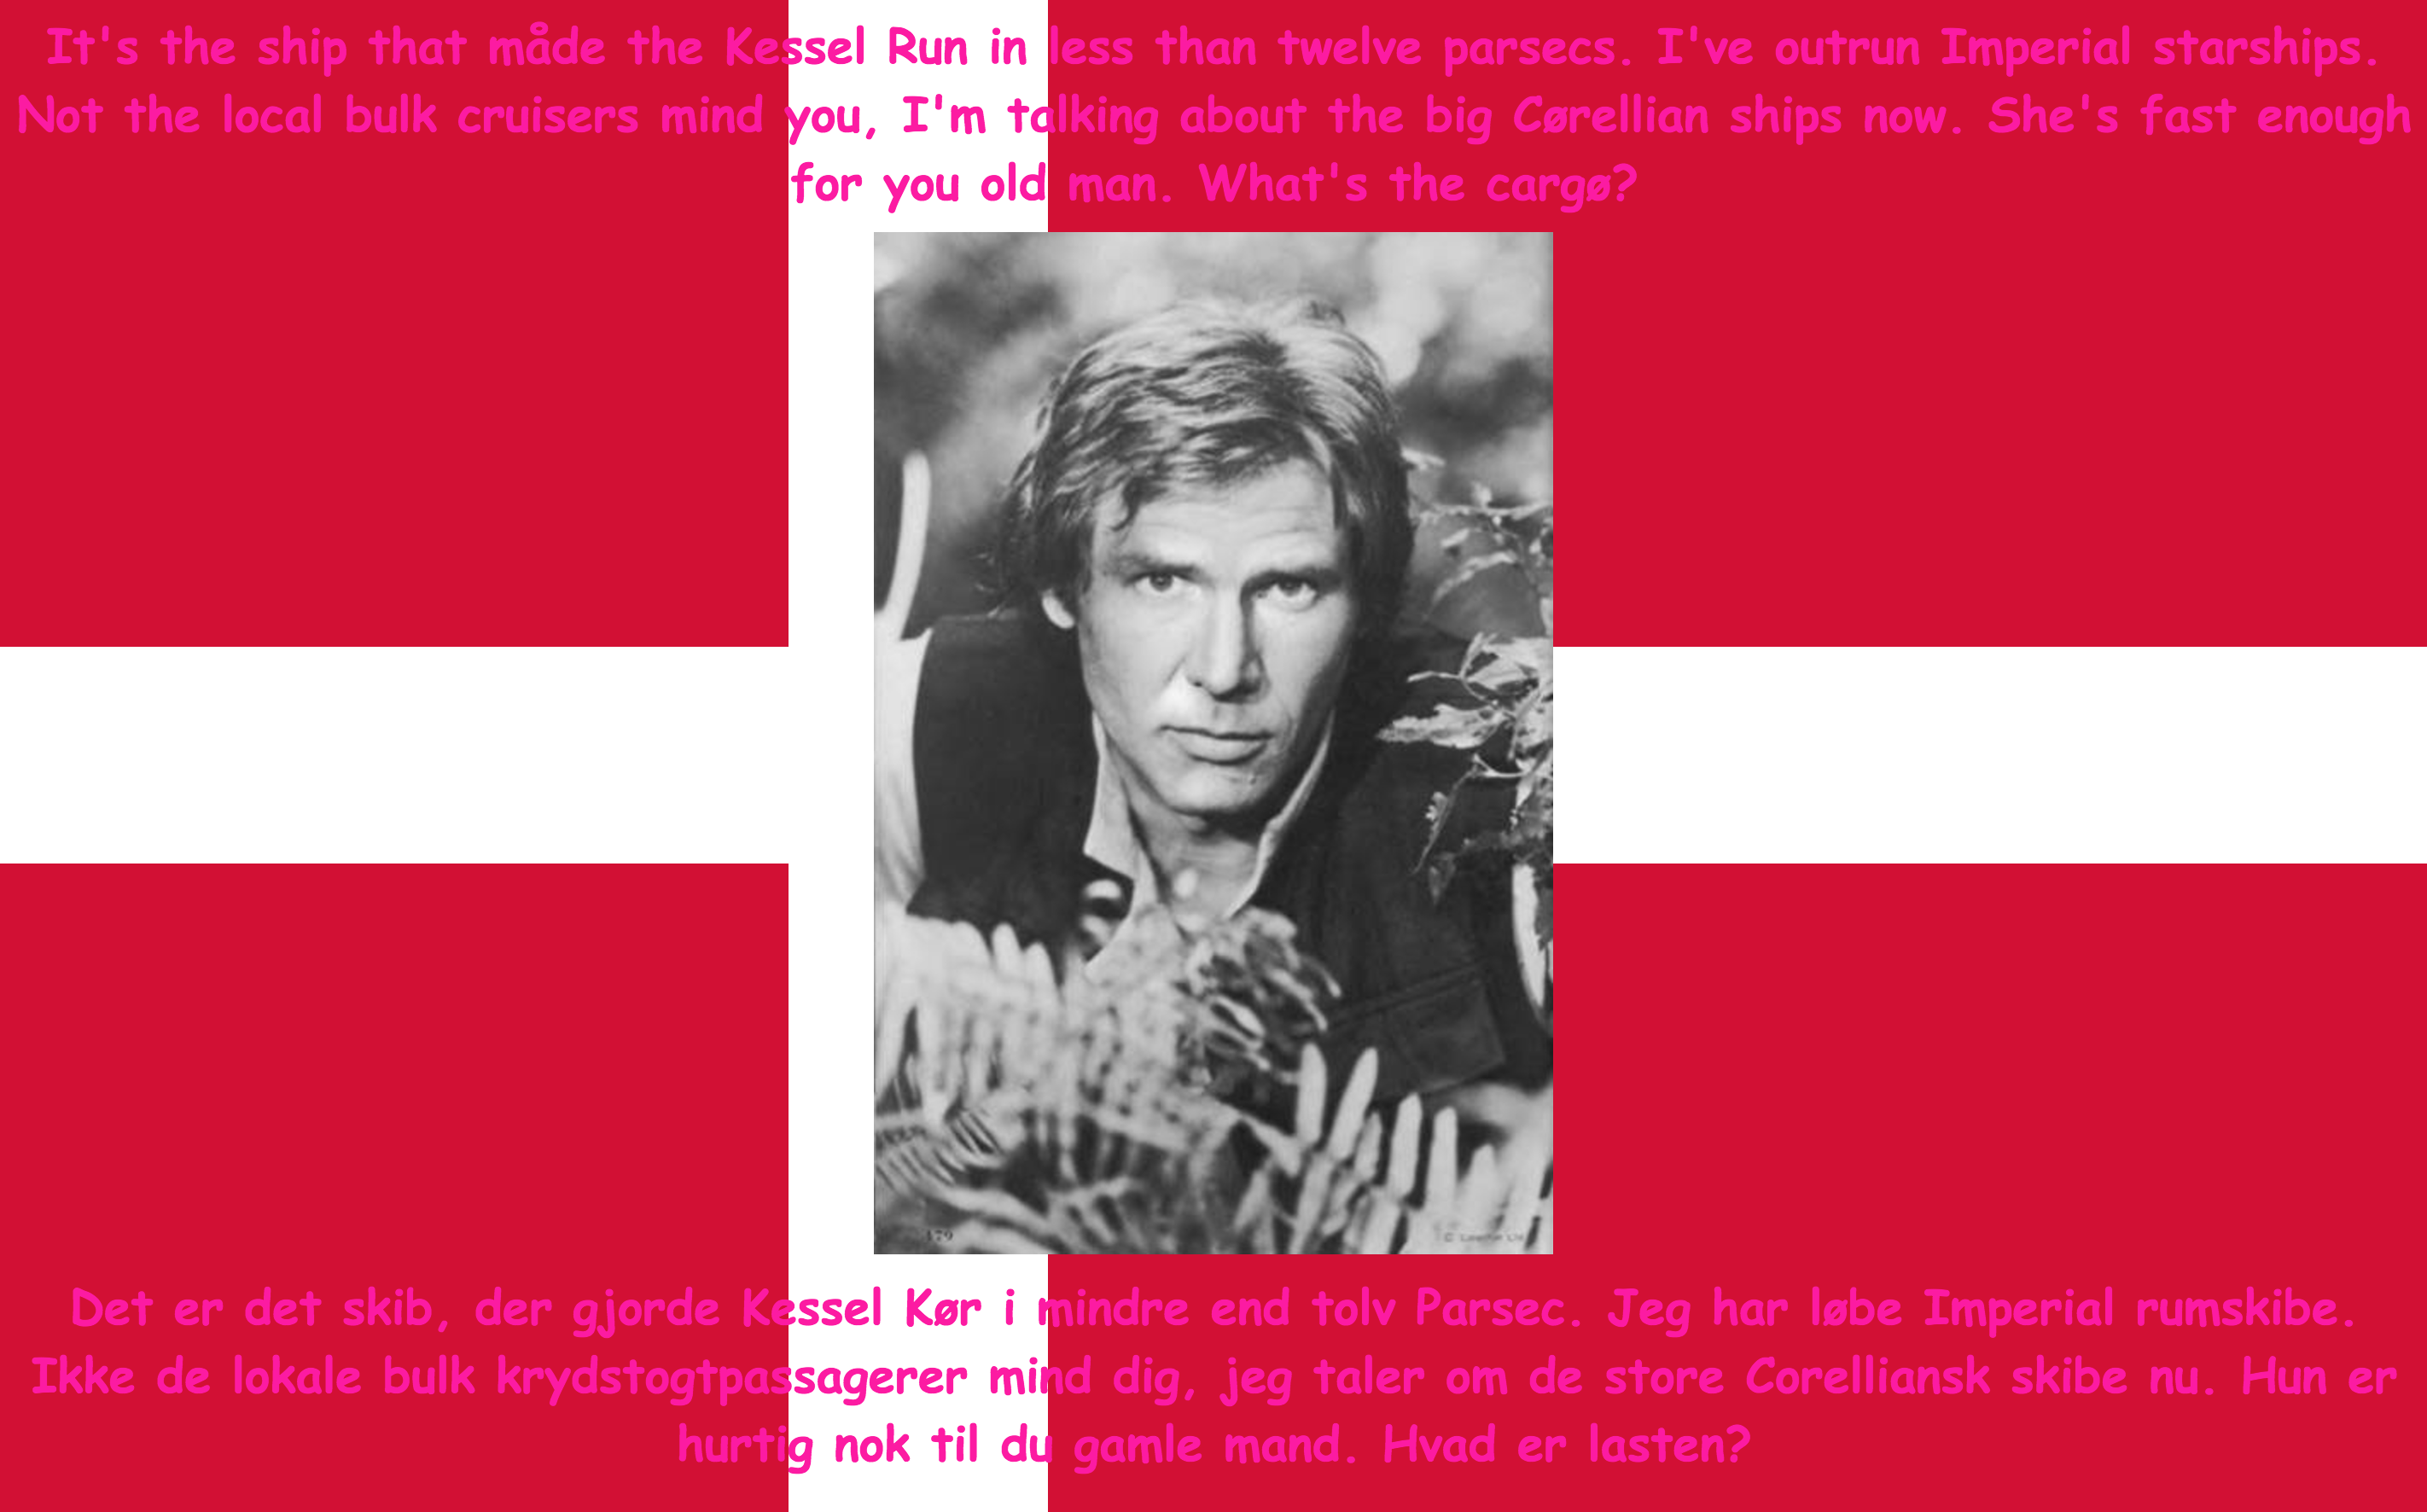 It's the ship that måde the Kessel Run in less than twelve parsecs. I've outrun Imperial starships.
Not the local bulk cruisers mind you, I'm talking about the big Cørellian ships now. She's fast enough
for you old man. What's the cargø?
179
Det er det skib, der gjorde Kessel Kør i mindre end tolv Parsec. Jeg har løbe Imperial rumskibe.
Ikke de lokale bulk krydstogtpassagerer mind dig, jeg taler om de store Corelliansk skibe nu. Hun er
hurtig nok til du gamle mand. Hvad er lasten?